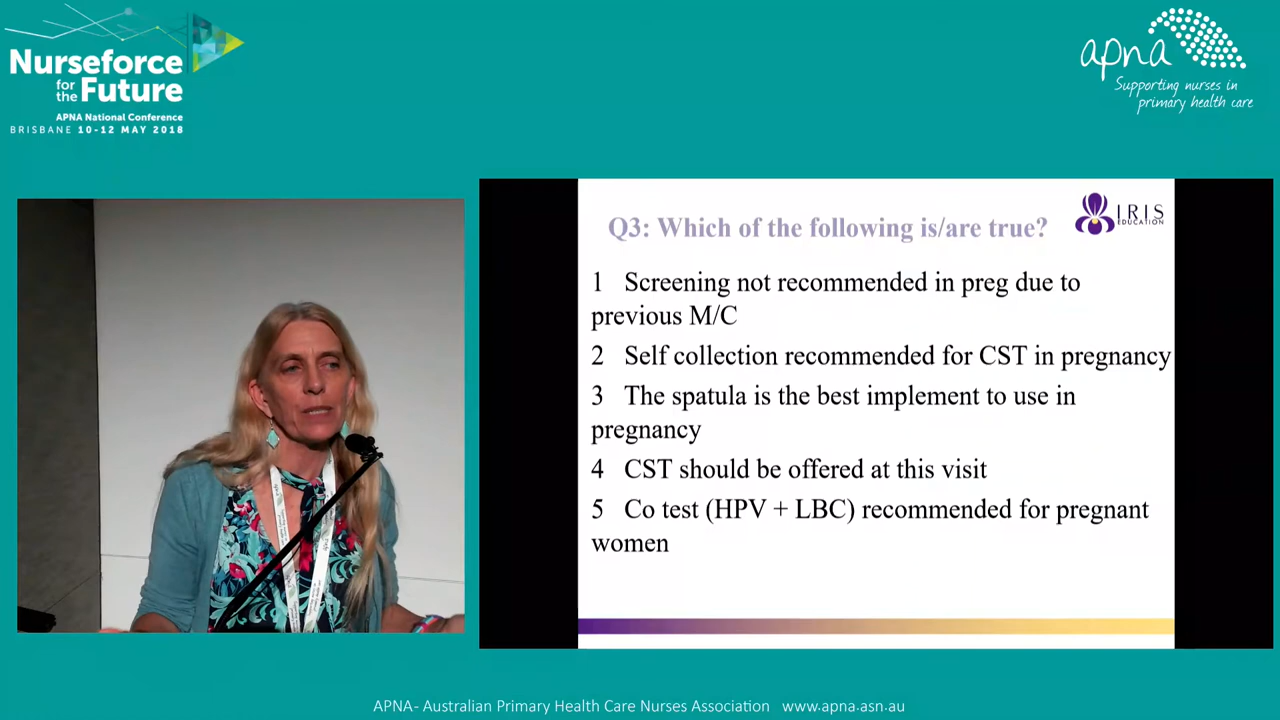 Nurseforce
for the Future
APNA National Conference
BRISBANE 10-12 MAY 2018
apna
Supporting nurses in
primary health care
IRIS
EDUCATION
Q3: Which of the following is/are true?
1 Screening not recommended in preg due to
previous M/C
2 Self collection recommended for CST in pregnancy
3 The spatula is the best implement to use in
pregnancy
4 CST should be offered at this visit
5 Co test (HPV + LBC) recommended for pregnant
women
APNA- Australian Primary Health Care Nurses Association www.apna.asn.au